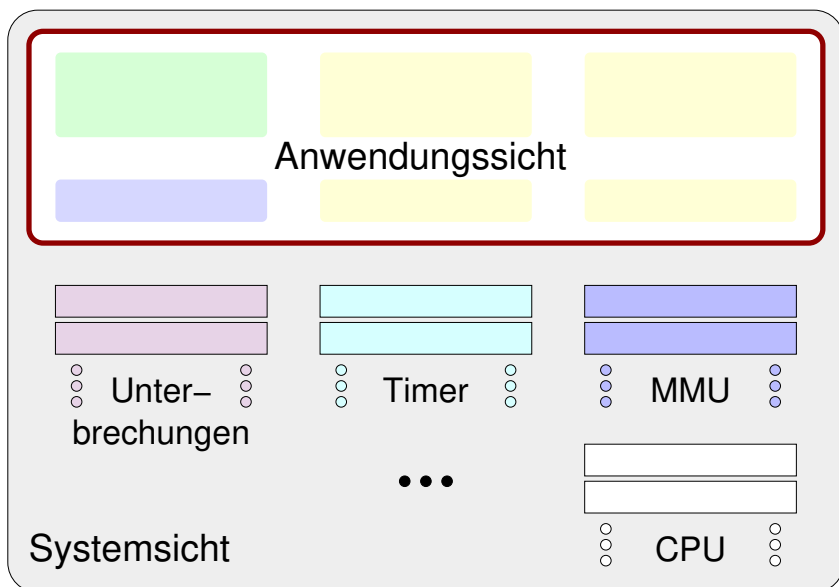 Anwendungssicht
Unter–
brechungen
Timer
MMU
Systemsicht
CPU